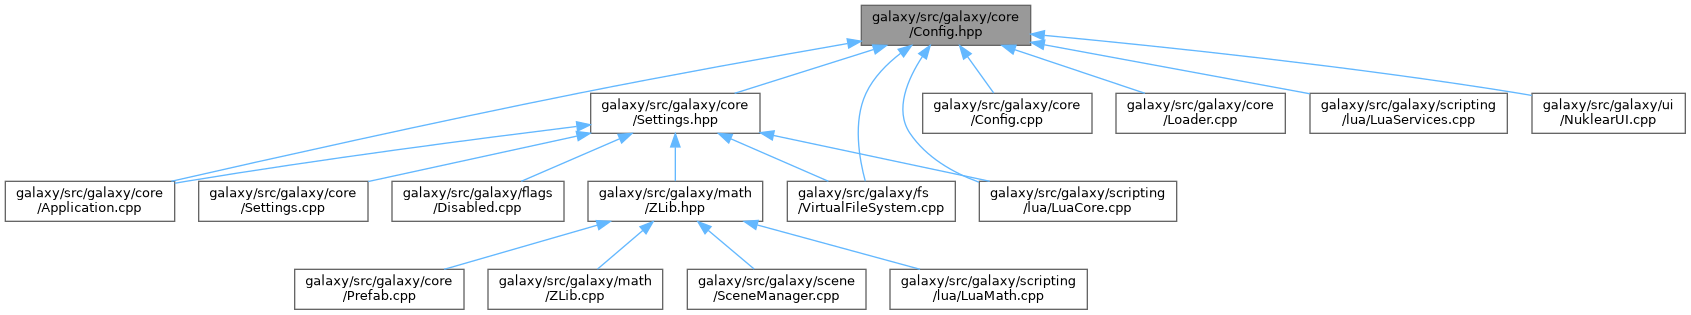 galaxy/src/galaxy/core
/Config.hpp
galaxy/src/galaxy/core
/Settings.hpp
galaxy/src/galaxy/core
/Config.cpp
galaxy/src/galaxy/core
/Loader.cpp
galaxy/src/galaxy/scripting
/lua/LuaServices.cpp
galaxy/src/galaxy/ui
/NuklearUI.cpp
galaxy/src/galaxy/core
/Application.cpp
galaxy/src/galaxy/core
/Settings.cpp
galaxy/src/galaxy/flags
/Disabled.cpp
galaxy/src/galaxy/math
/ZLib.hpp
galaxy/src/galaxy/fs
/VirtualFileSystem.cpp
galaxy/src/galaxy/scripting
/lua/LuaCore.cpp
galaxy/src/galaxy/core
/Prefab.cpp
galaxy/src/galaxy/math
/ZLib.cpp
galaxy/src/galaxy/scene
/SceneManager.cpp
galaxy/src/galaxy/scripting
/lua/LuaMath.cpp